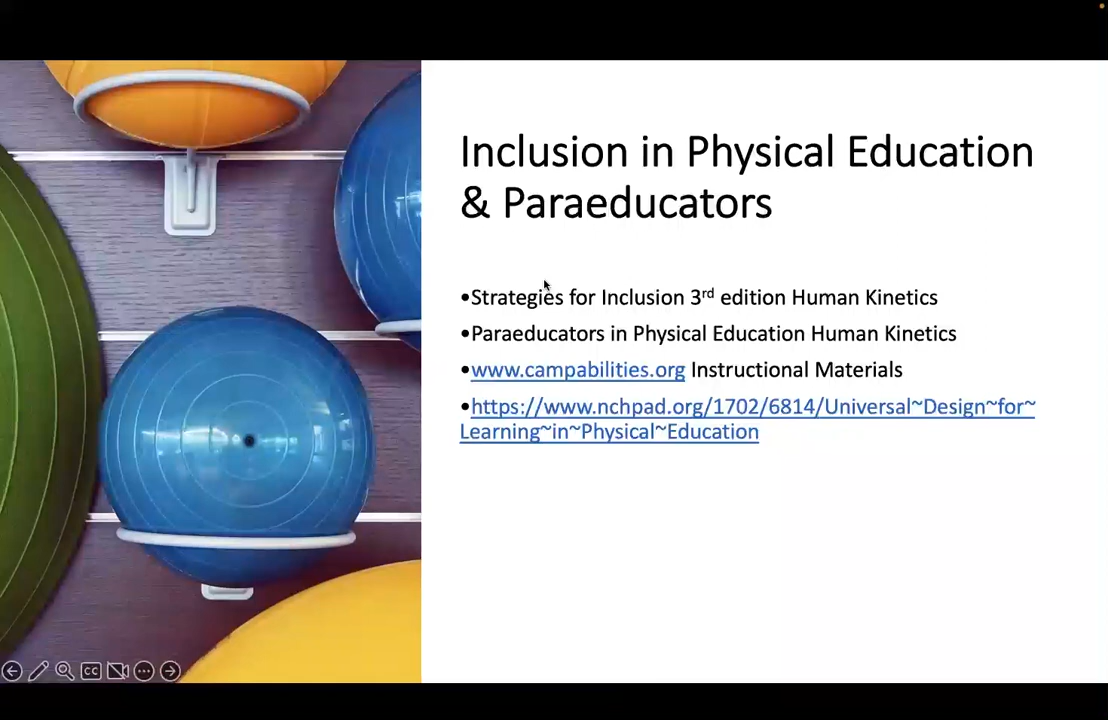 Inclusion in Physical Education
& Paraeducators
•Strategies for Inclusion 3rd edition Human Kinetics
•Paraeducators in Physical Education Human Kinetics
•www.campabilities.org Instructional Materials
•https://www.nchpad.org/1702/6814/Universal~Design~for~
Learning~in~Physical~Education
CC